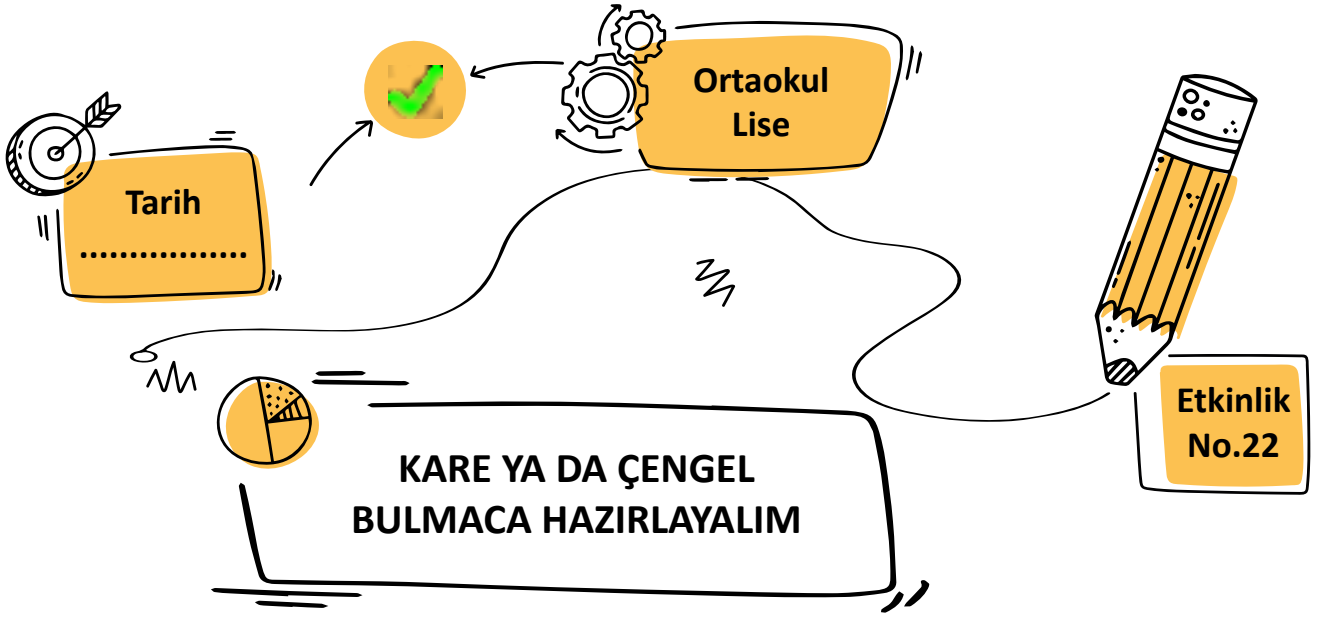 Ortaokul
Lise
Tarih
.................
Etkinlik
No.22
KARE YA DA ÇENGEL
BULMACA HAZIRLAYALIM